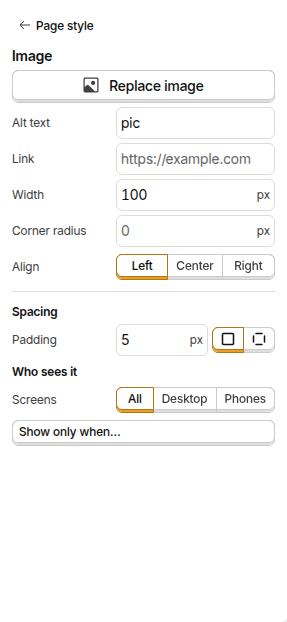 Page style
Image
Replace image
Alt text pic
Link https://example.com
Width 100 px
Corner radius 0 px
Align Left Center Right
Spacing
Padding 5 px
Who sees it
Screens All Desktop Phones
Show only when...